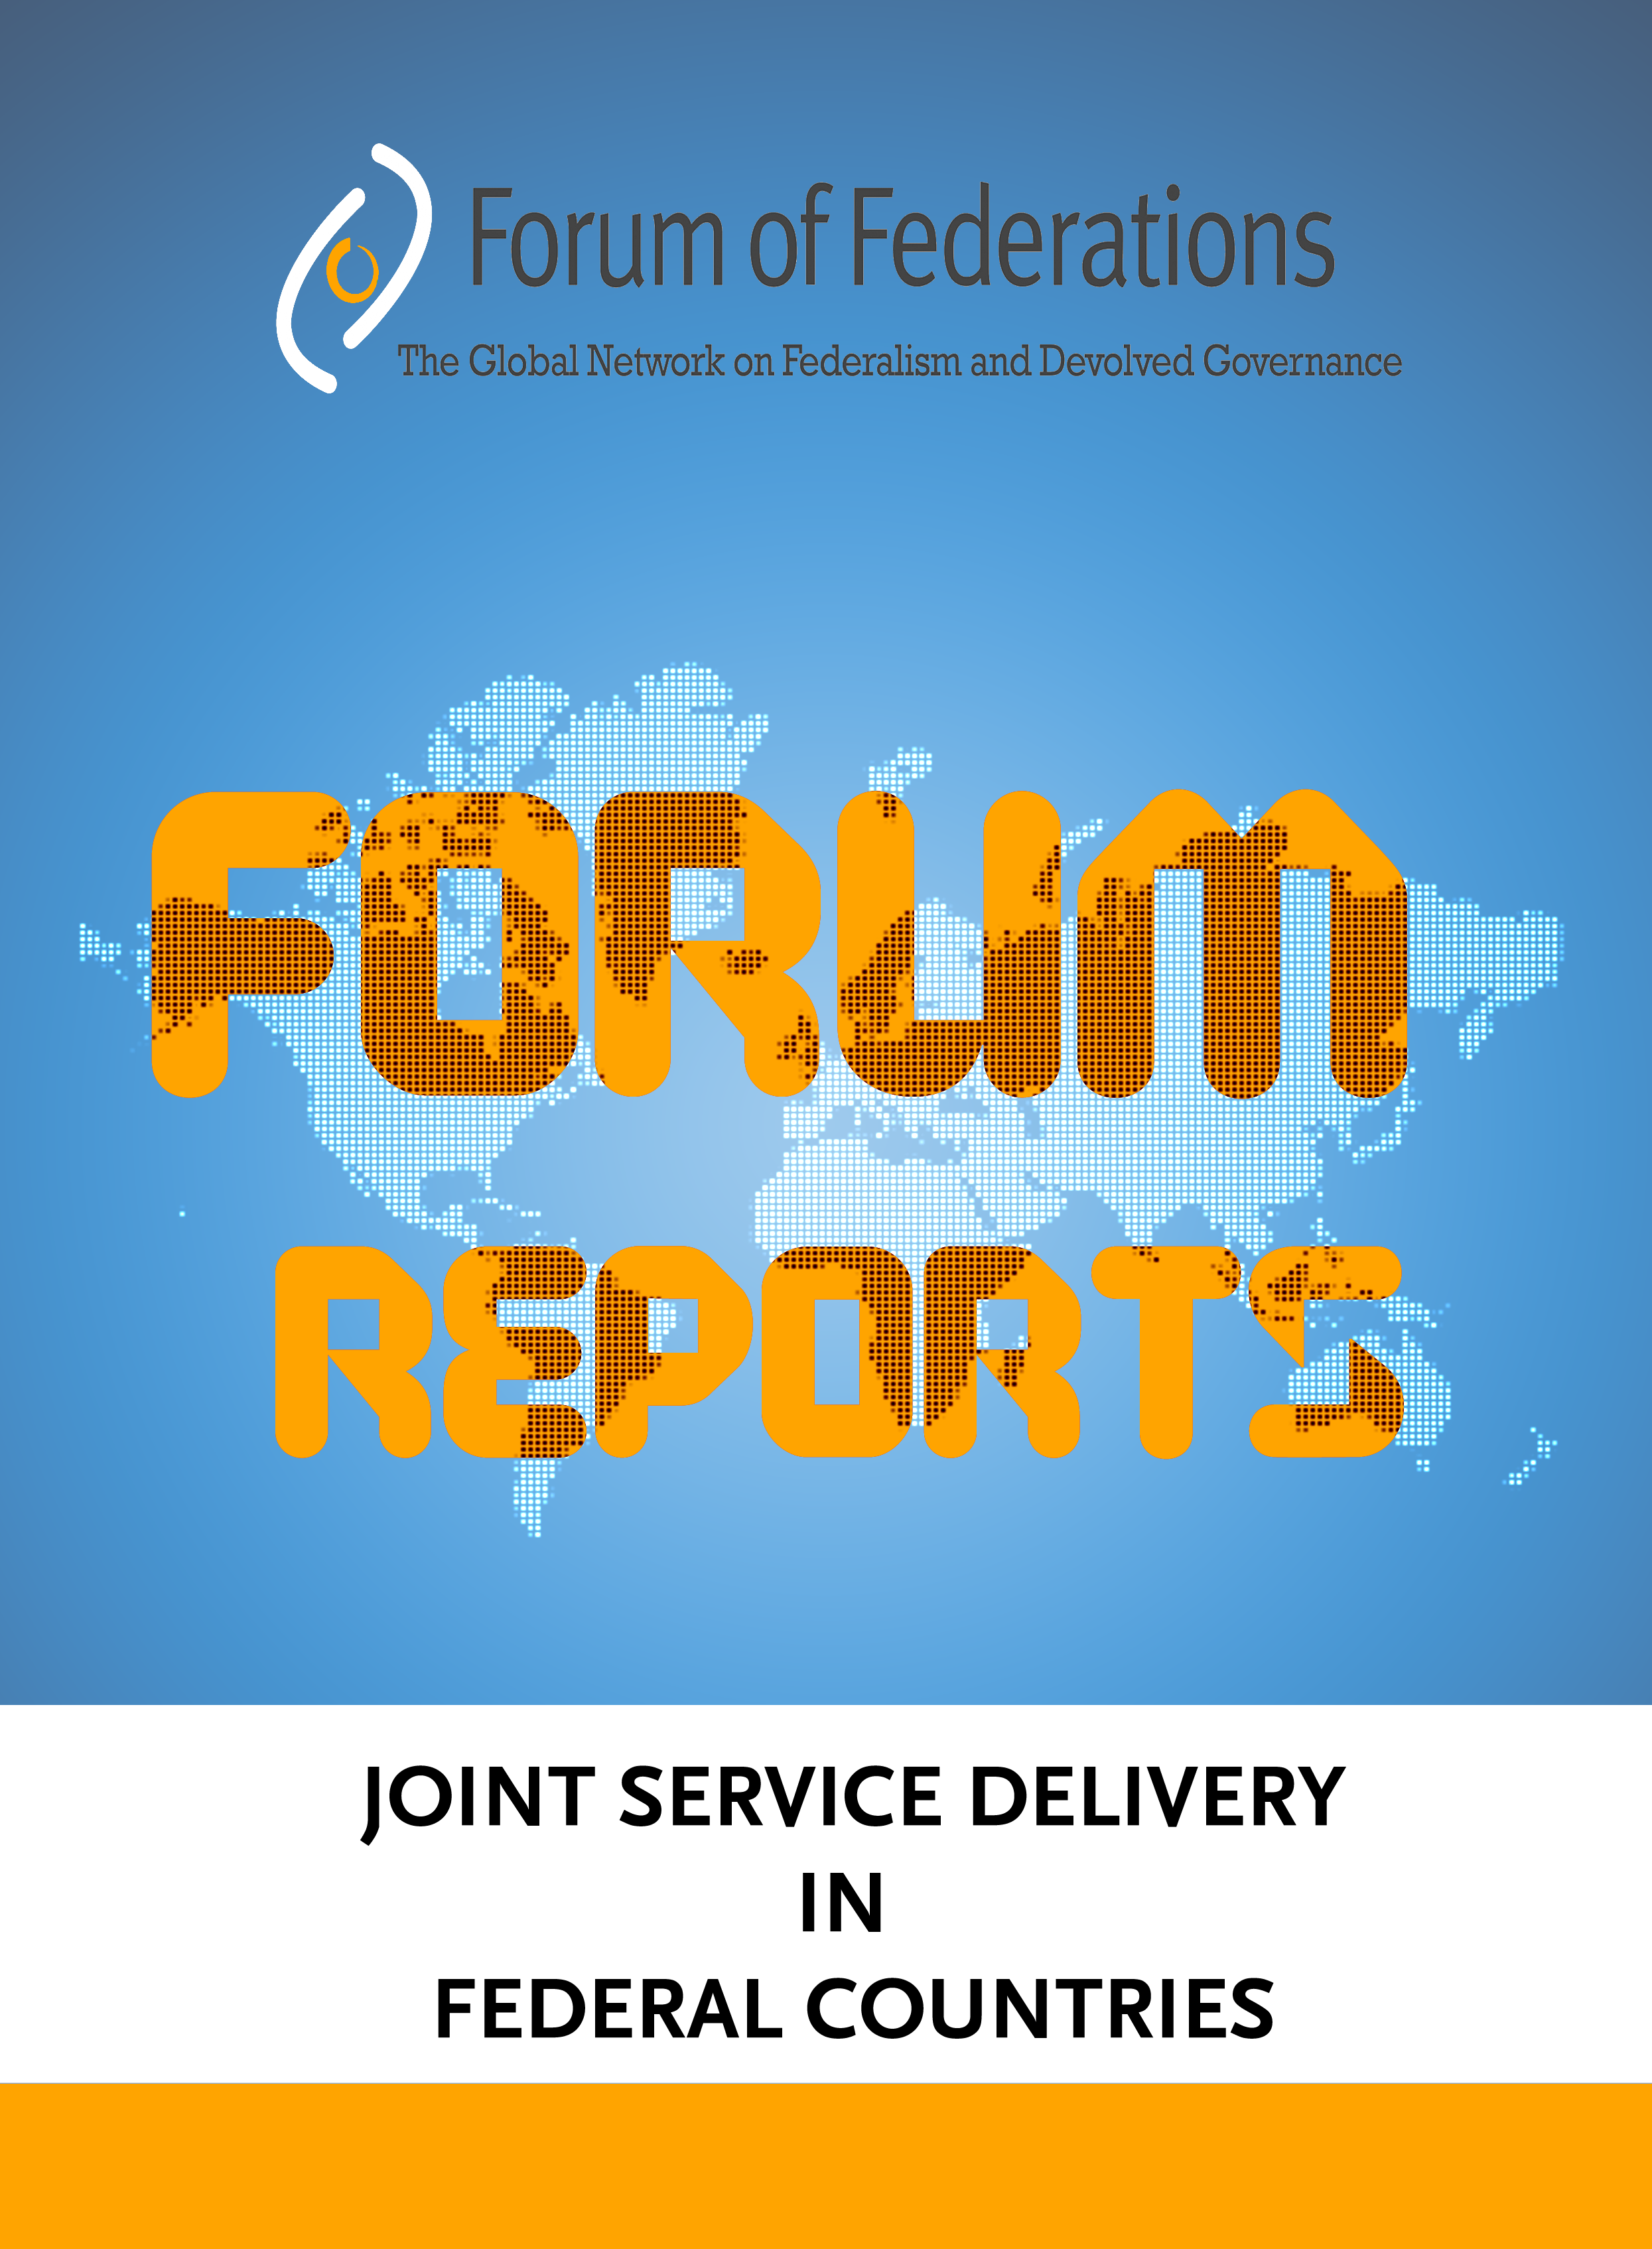 Forum of Federations
The Global Network on Federalism and Devolved Governance
FORUM
REPORTS
JOINT SERVICE DELIVERY
IN
FEDERAL COUNTRIES